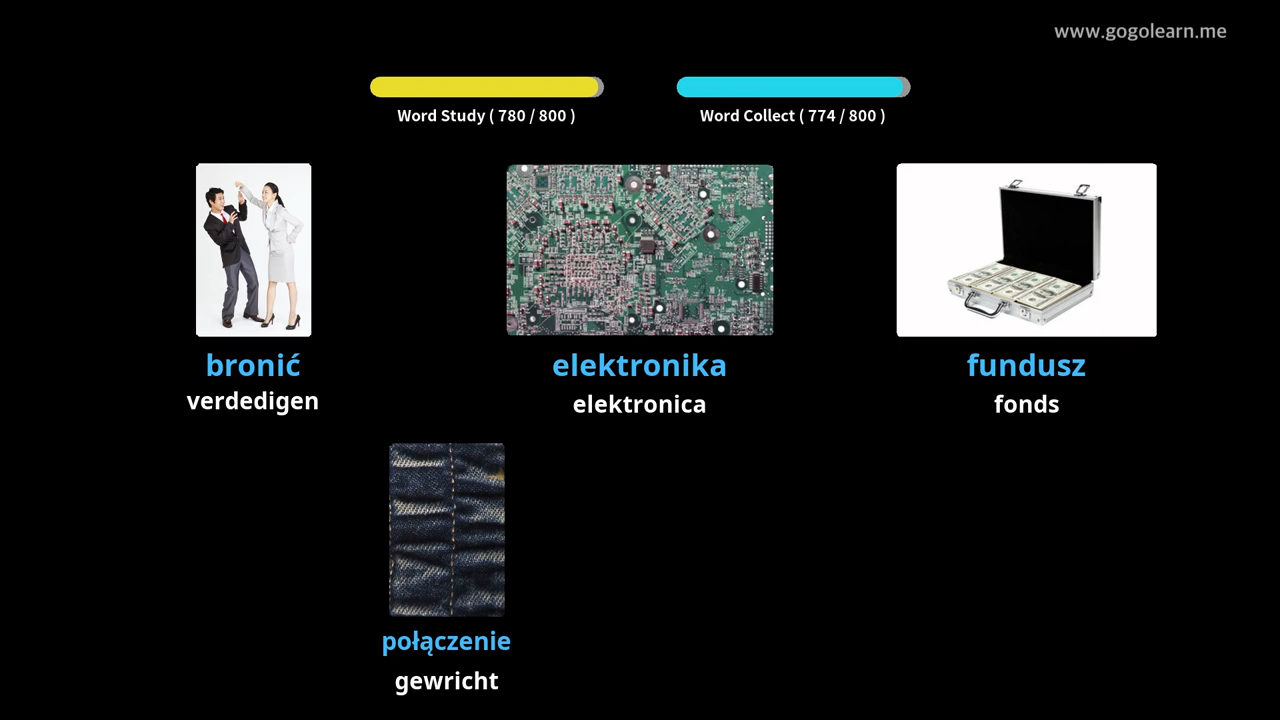 www.gogolearn.me
Word Study ( 780 / 800 )
Word Collect ( 774 / 800 )
bronić
verdedigen
elektronika
elektronica
fundusz
fonds
połączenie
gewricht